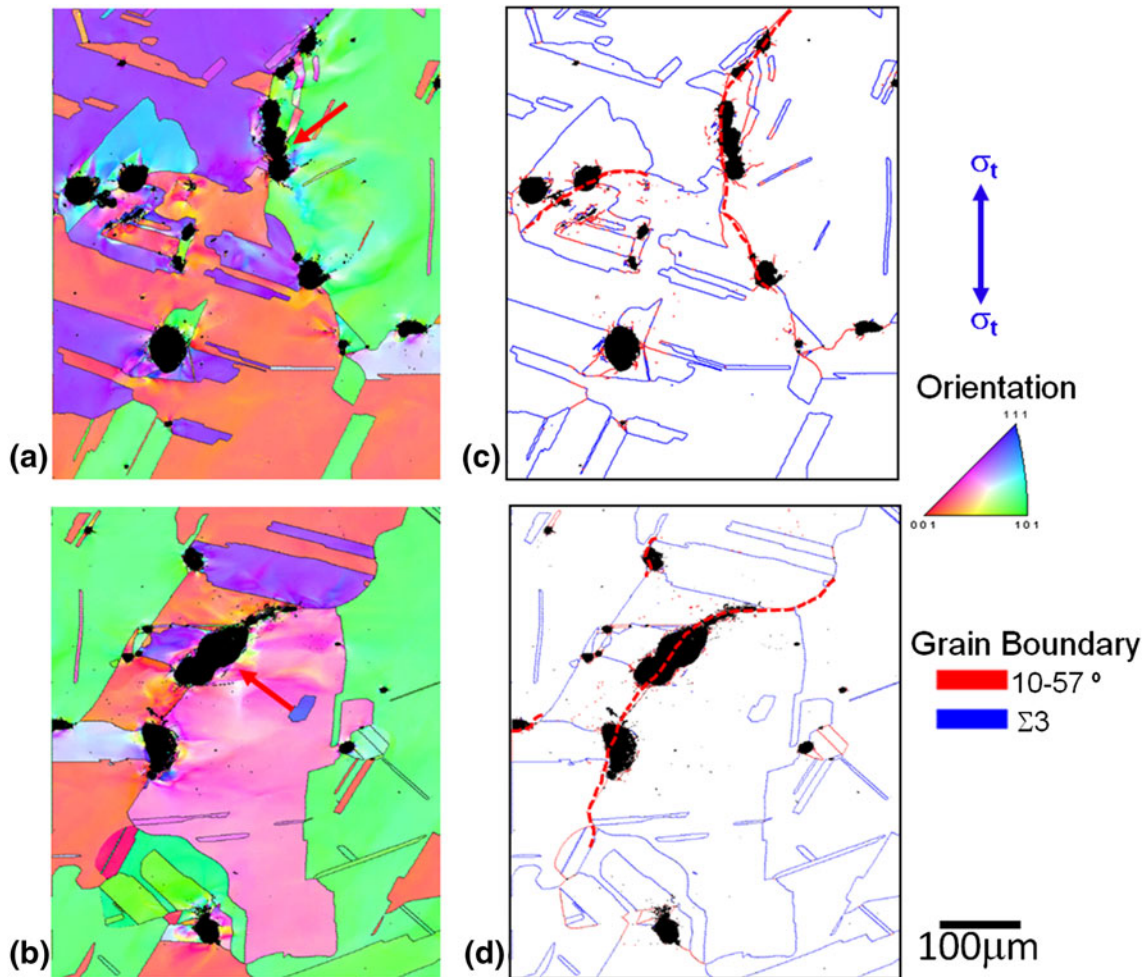 (a)
(c)
σt
σt
Orientation
111
001
101
(b)
(d)
Grain Boundary
10-57 º
Σ3
100μm